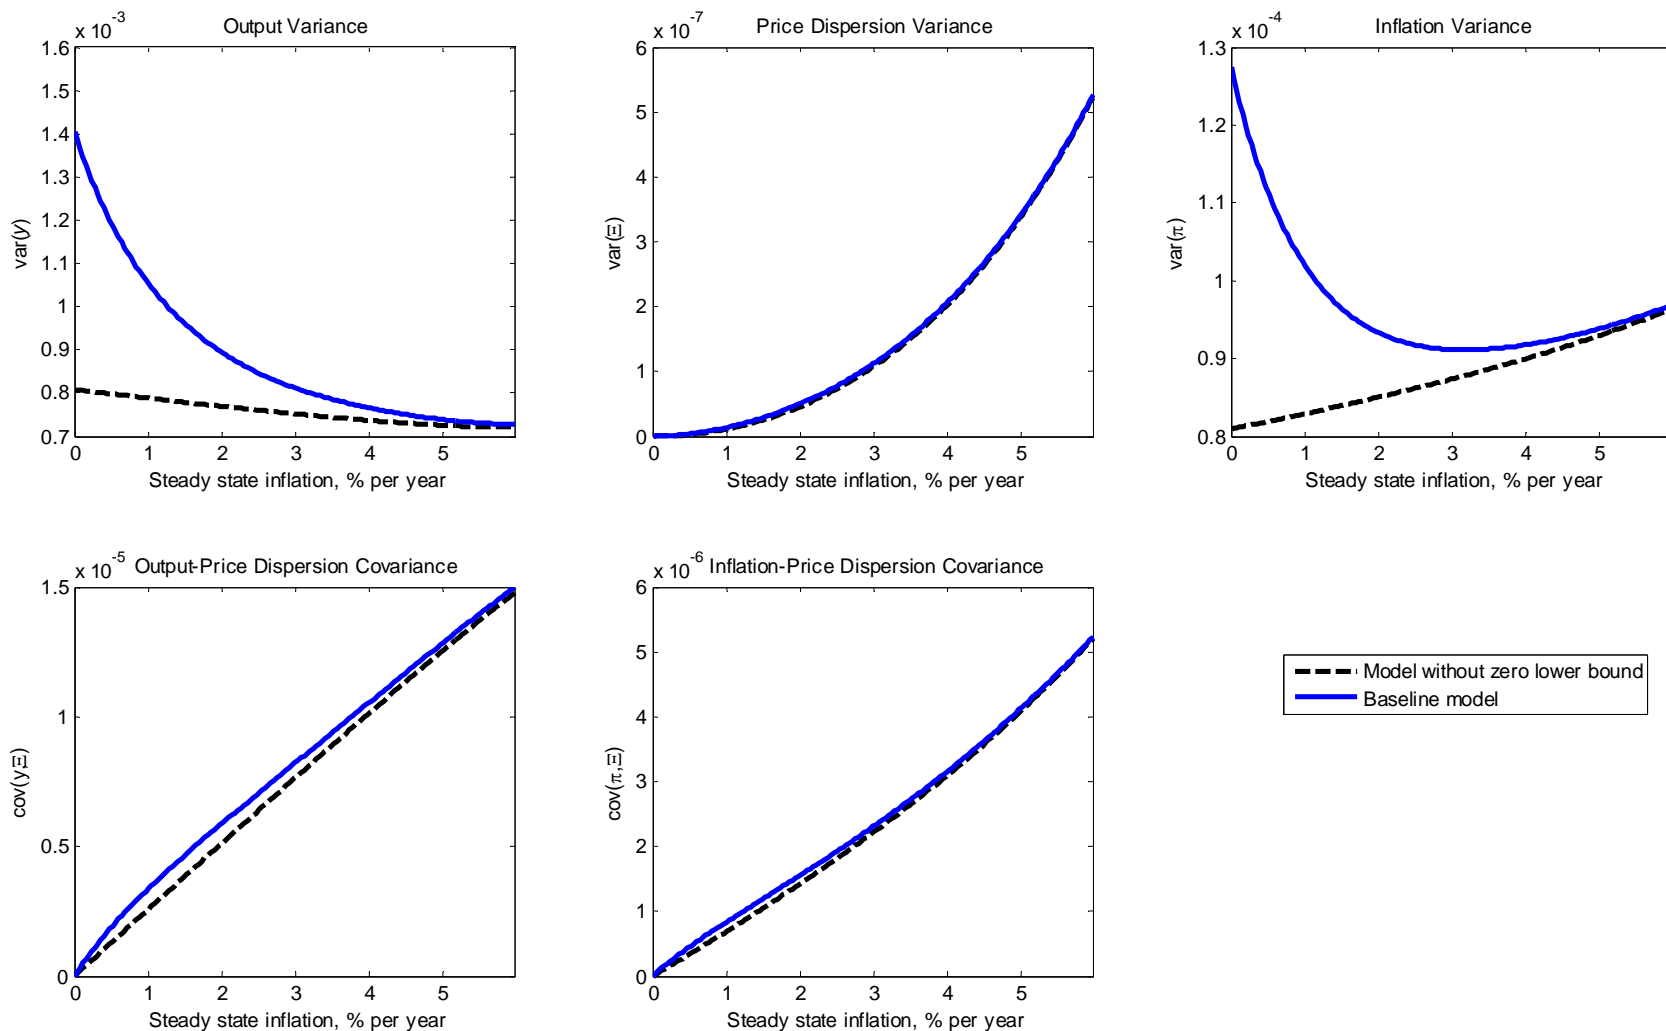 x 10^-3
Output Variance
var(y)
1.6
1.5
1.4
1.3
1.2
1.1
1
0.9
0.8
0.7
0 1 2 3 4 5
Steady state inflation, % per year
x 10^-7
Price Dispersion Variance
var(Ξ)
6
5
4
3
2
1
0
0 1 2 3 4 5
Steady state inflation, % per year
x 10^-4
Inflation Variance
var(π)
1.3
1.2
1.1
1
0.9
0.8
0 1 2 3 4 5
Steady state inflation, % per year
x 10^-5
Output-Price Dispersion Covariance
cov(y,Ξ)
1.5
1
0.5
0
0 1 2 3 4 5
Steady state inflation, % per year
x 10^-6
Inflation-Price Dispersion Covariance
cov(π,Ξ)
6
5
4
3
2
1
0
0 1 2 3 4 5
Steady state inflation, % per year
Model without zero lower bound
Baseline model